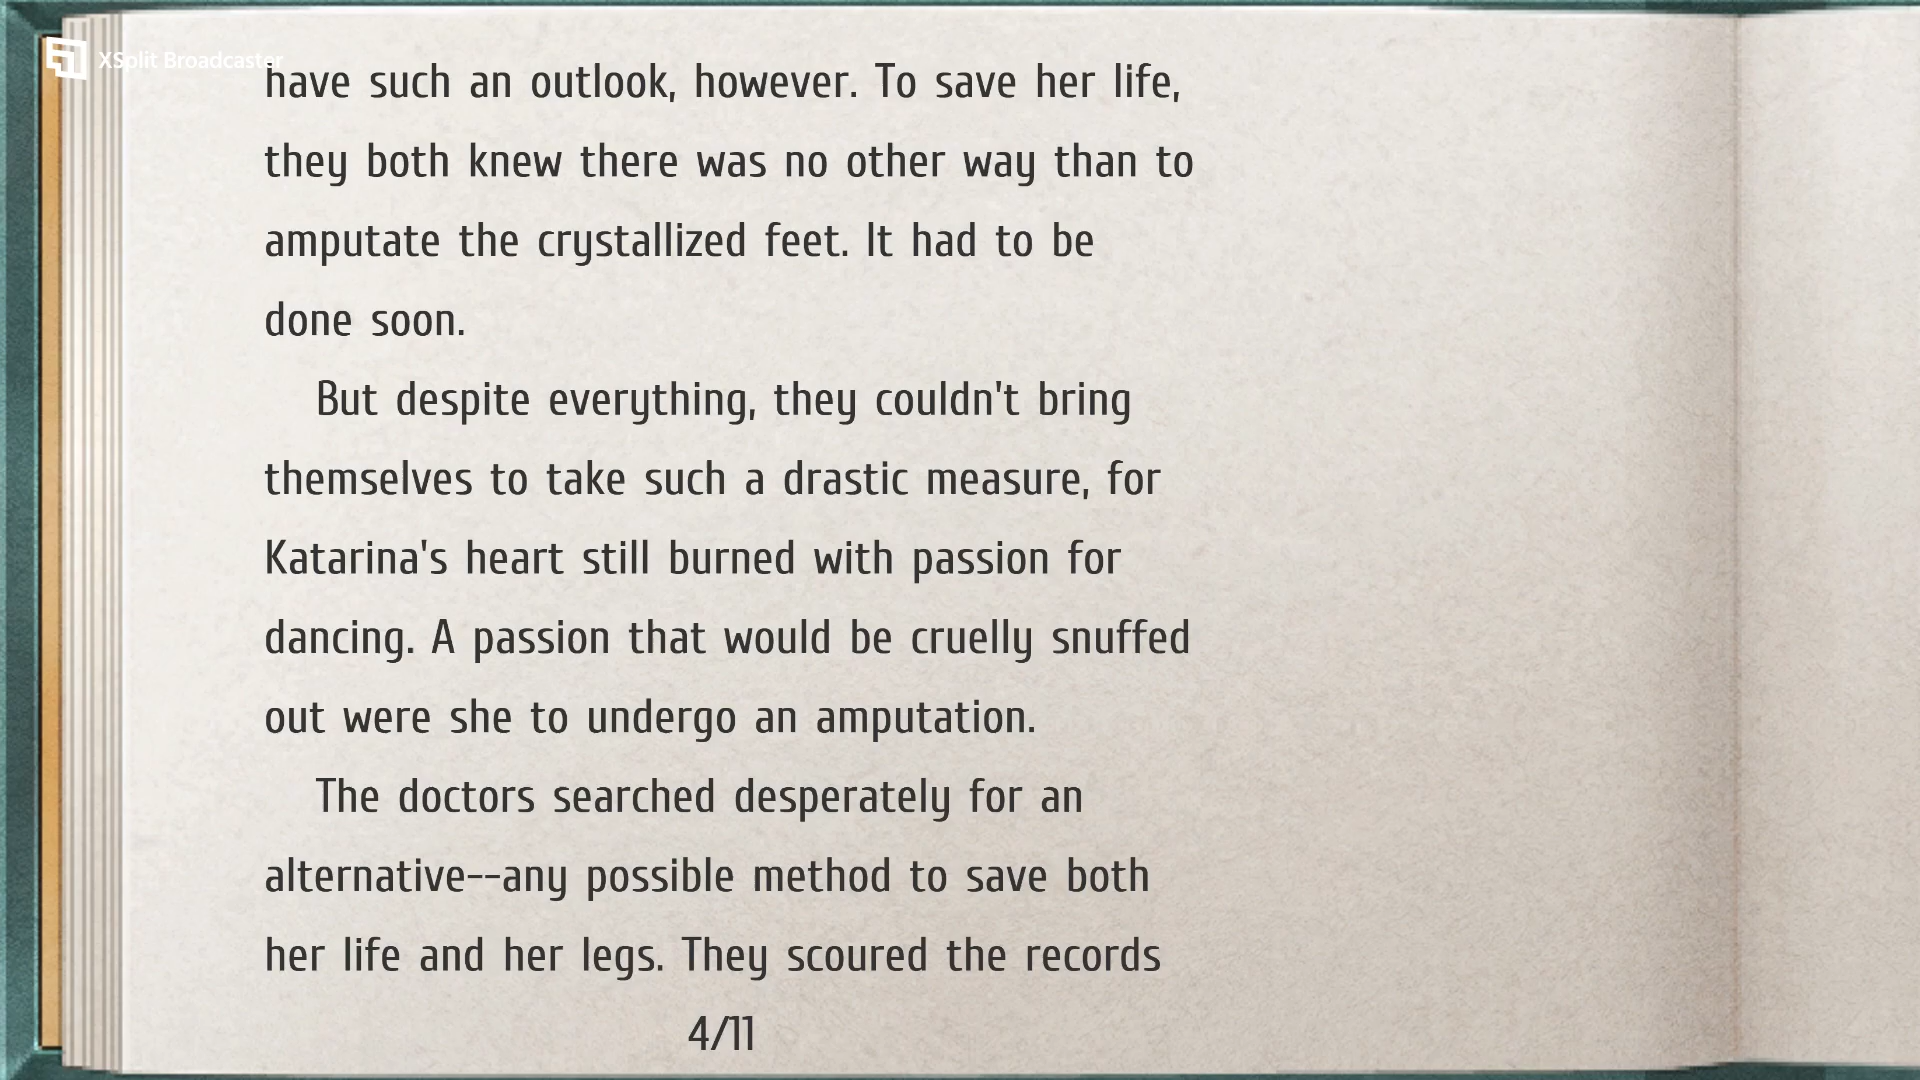 XSplit Broadcaster
have such an outlook, however. To save her life,
they both knew there was no other way than to
amputate the crystallized feet. It had to be
done soon.
But despite everything, they couldn't bring
themselves to take such a drastic measure, for
Katarina's heart still burned with passion for
dancing. A passion that would be cruelly snuffed
out were she to undergo an amputation.
The doctors searched desperately for an
alternative--any possible method to save both
her life and her legs. They scoured the records
4/11